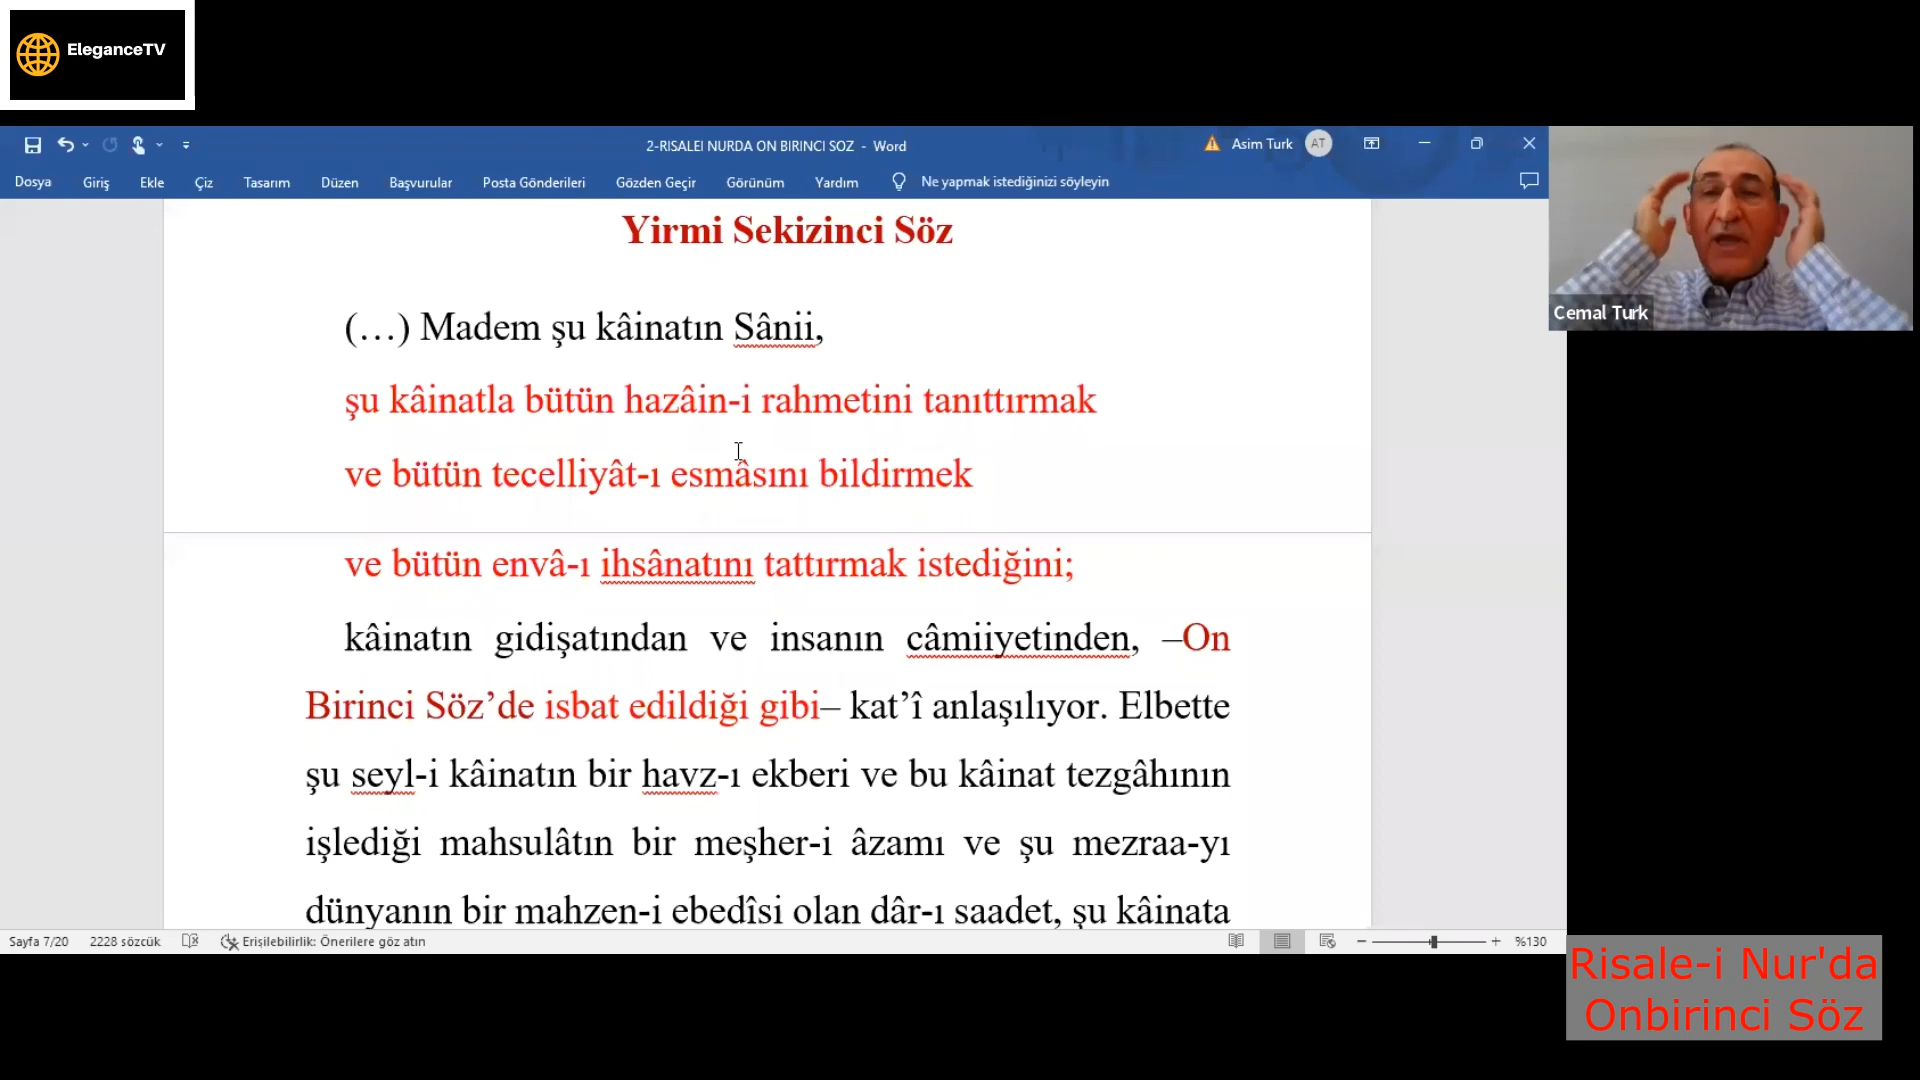 EleganceTV
2-RISALEI NURDA ON BIRINCI SOZ - Word
Asim Turk AT
Dosya Giriş Ekle Çiz Tasarım Düzen Başvurular Posta Gönderileri Gözden Geçir Görünüm Yardım Ne yapmak istediğinizi söyleyin
Cemal Turk
Yirmi Sekizinci Söz
(…) Madem şu kâinatın Sânii,
şu kâinatla bütün hazâin-i rahmetini tanıttırmak
ve bütün tecelliyât-ı esmâsını bildirmek
ve bütün envâ-ı ihsânatını tattırmak istediğini;
kâinatın gidişatından ve insanın câmiiyetinden, –On
Birinci Söz’de isbat edildiği gibi– kat’î anlaşılıyor. Elbette
şu seyl-i kâinatın bir havz-ı ekberi ve bu kâinat tezgâhının
işlediği mahsulâtın bir meşher-i âzamı ve şu mezraa-yı
dünyanın bir mahzen-i ebedîsi olan dâr-ı saadet, şu kâinata
Sayfa 7/20 2228 sözcük Erişilebilirlik: Önerilere göz atın %130
Risale-i Nur'da
Onbirinci Söz